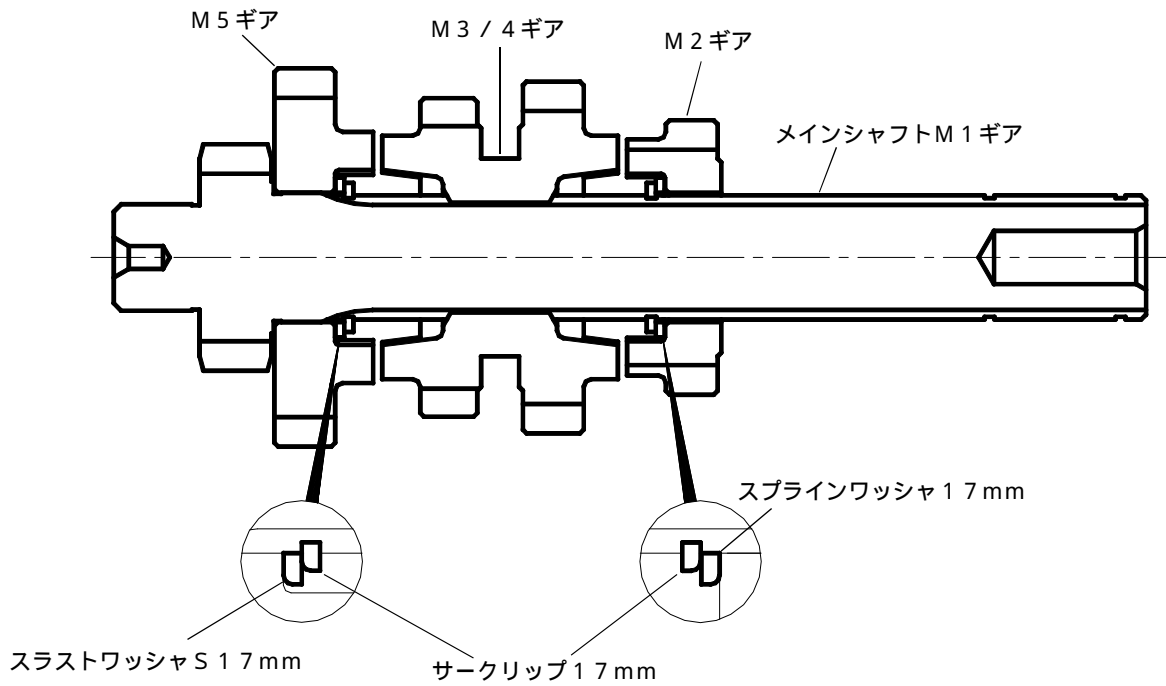 Ｍ５ギア
Ｍ３／４ギア
Ｍ２ギア
メインシャフトＭ１ギア
スプラインワッシャ１７mm
スラストワッシャＳ１７mm
サークリップ１７mm